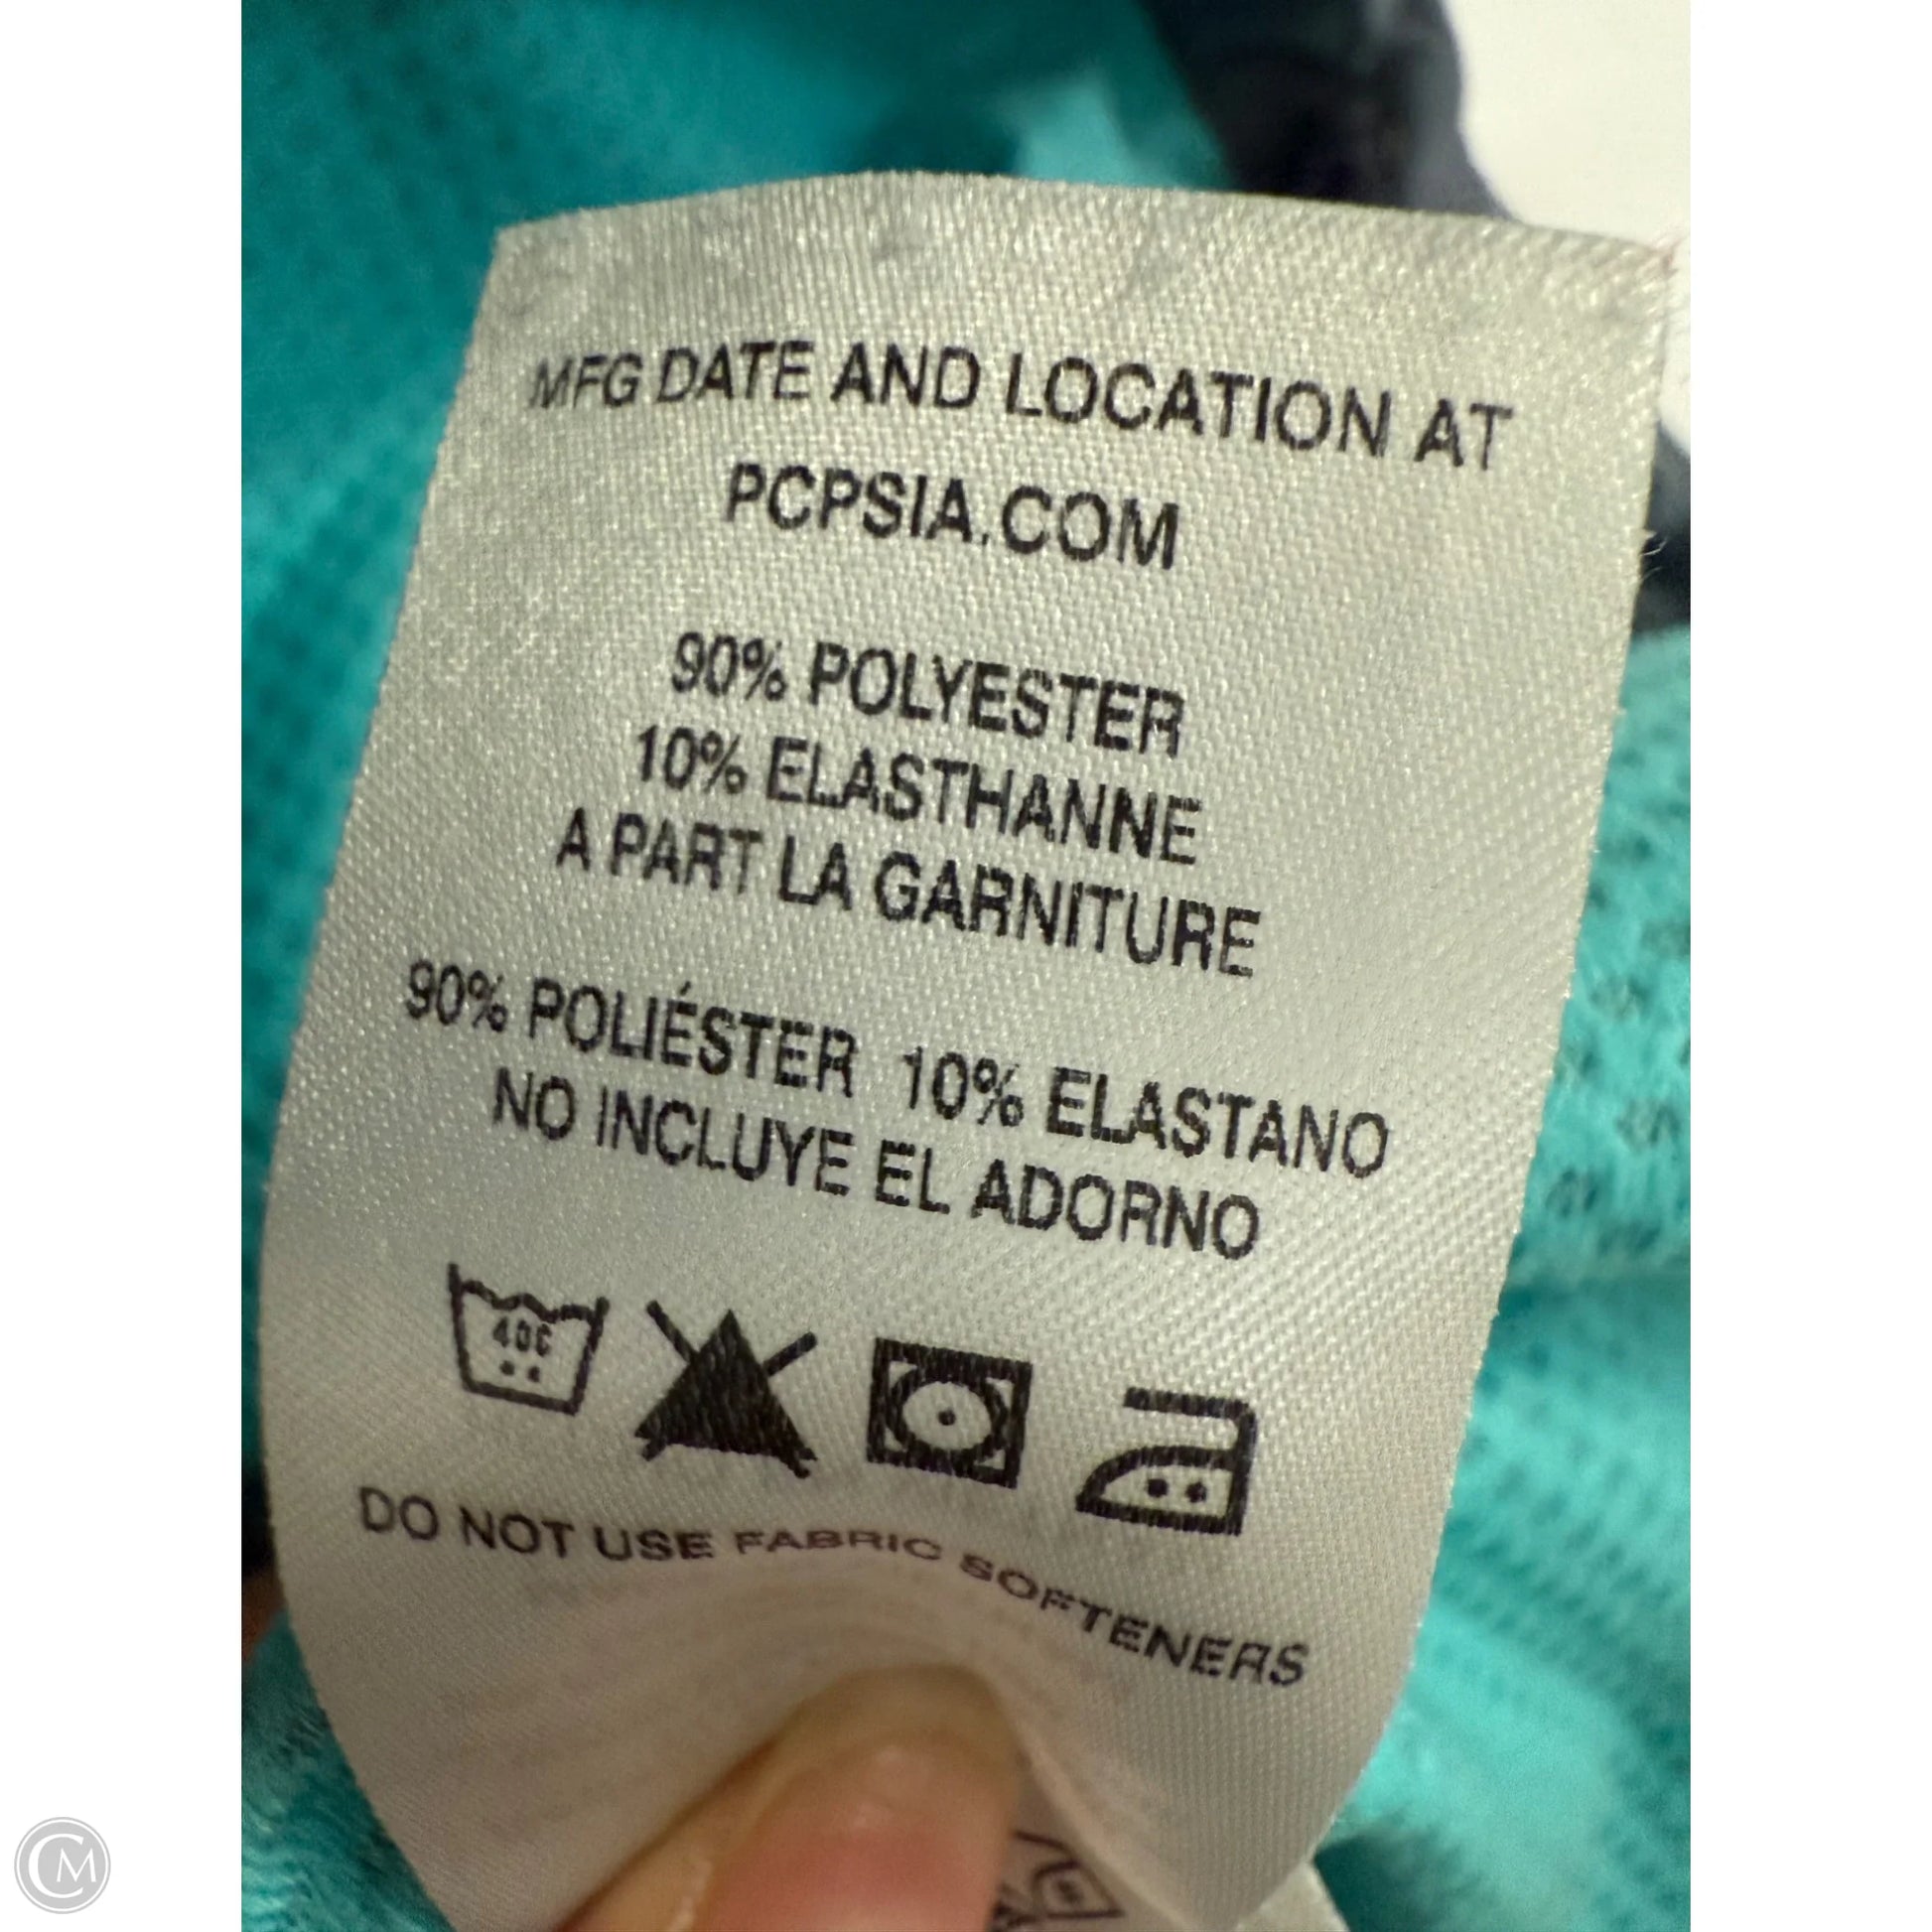 MFG DATE AND LOCATION AT
PCPSIA.COM
90% POLYESTER
10% ELASTHANNE
A PART LA GARNITURE
90% POLIÉSTER 10% ELASTANO
NO INCLUYE EL ADORNO
40C
DO NOT USE FABRIC SOFTENERS
CM